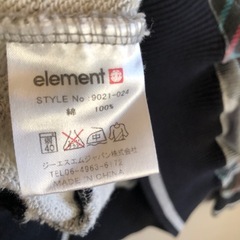 element
STYLE No 9021-024
綿 100%
40
ジーエスエムジャパン株式会社
TEL06-4963-6172
MADE IN CHINA